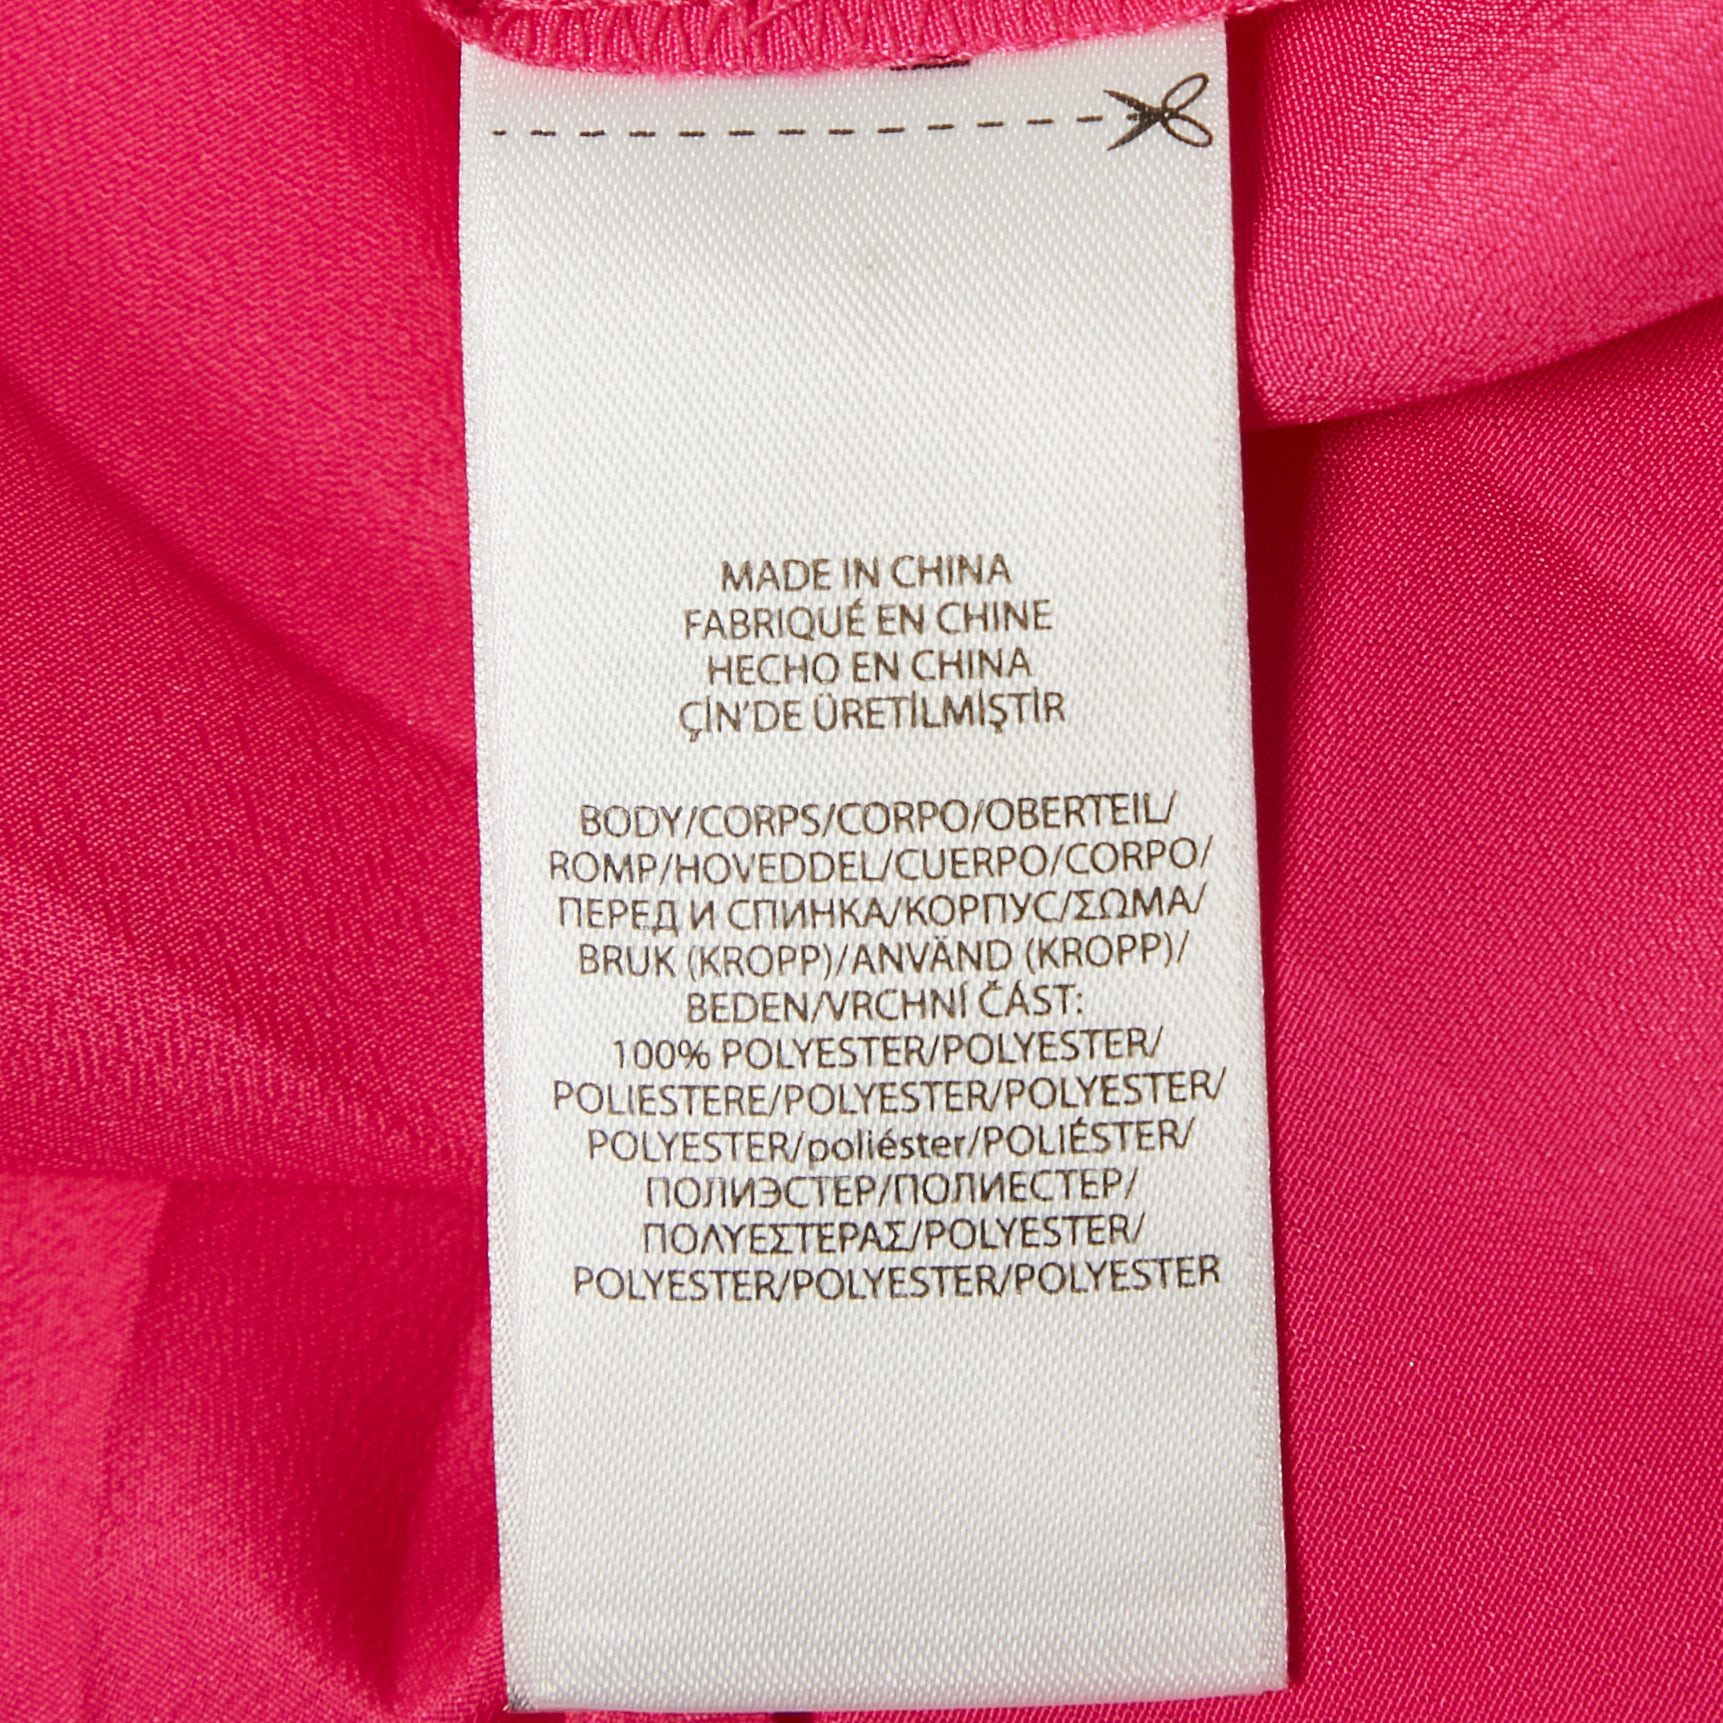 MADE IN CHINA
FABRIQUÉ EN CHINE
HECHO EN CHINA
ÇİN'DE ÜRETİLMİŞTİR
BODY/CORPS/CORPO/OBERTEIL/
ROMP/HOVEDDEL/CUERPO/CORPO/
ПЕРЕД И СПИНКА/КОРПУС/ΣΩΜΑ/
BRUK (KROPP)/ANVÄND (KROPP)/
BEDEN/VRCHNÍ ČÁST:
100% POLYESTER/POLYESTER/
POLIESTERE/POLYESTER/POLYESTER/
POLYESTER/poliéster/POLIÉSTER/
ПОЛИЭСТЕР/ПОЛИЕСТЕР/
ΠΟΛΥΕΣΤΕΡΑΣ/POLYESTER/
POLYESTER/POLYESTER/POLYESTER